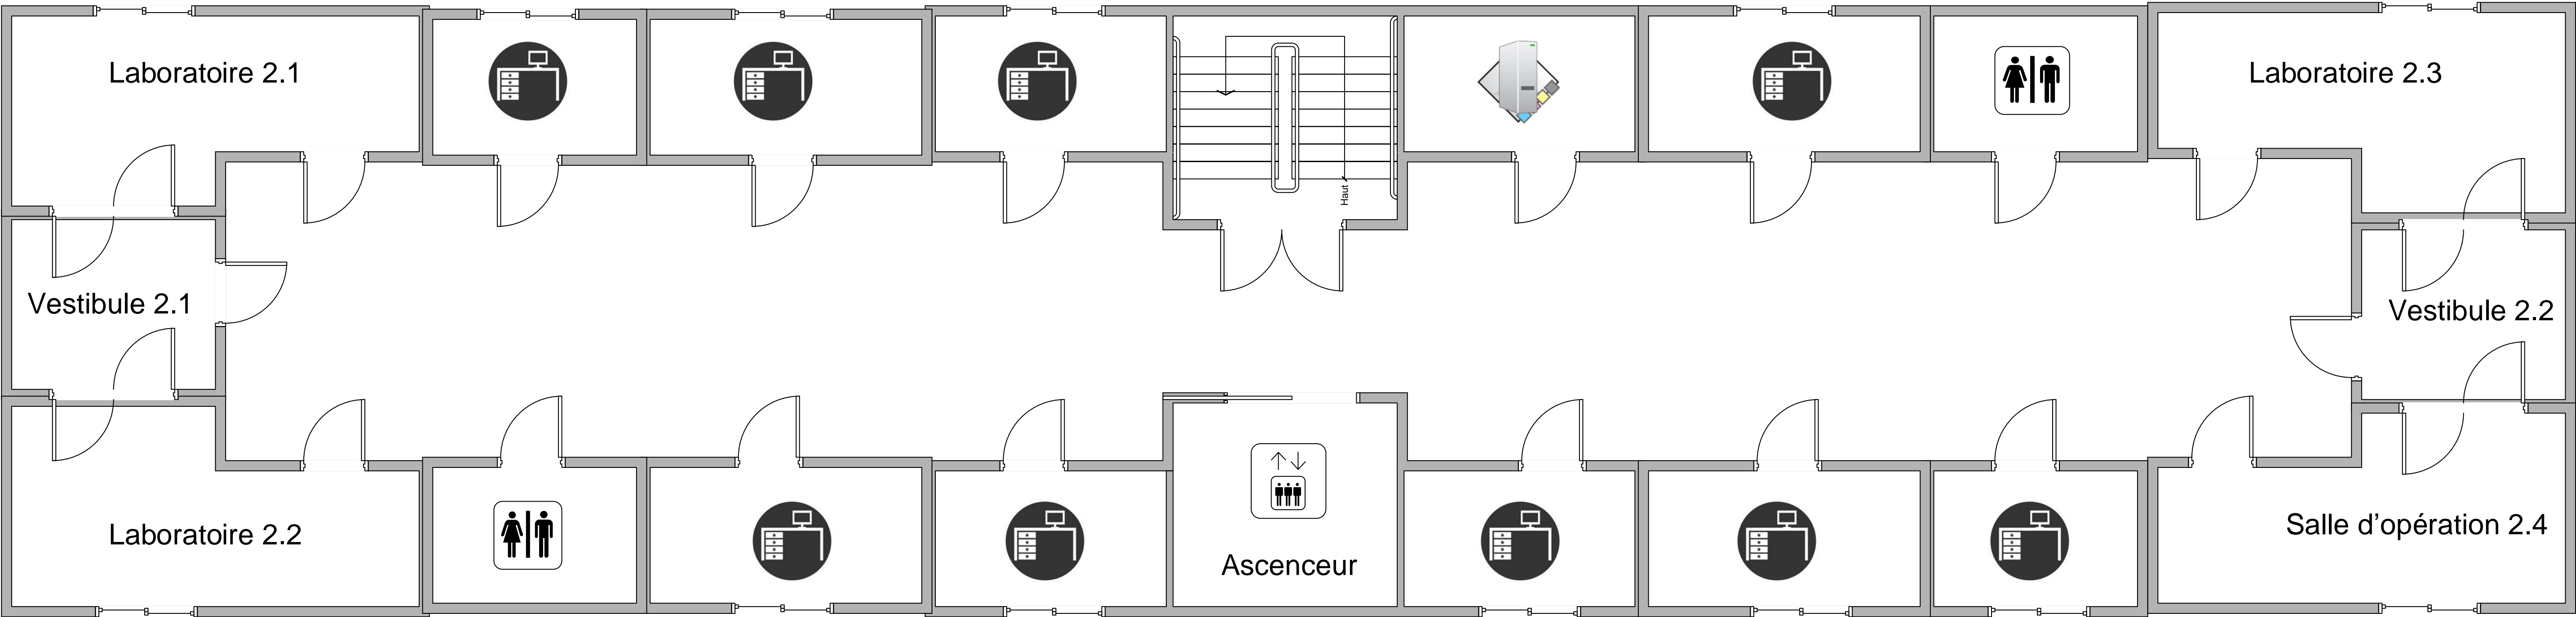 Laboratoire 2.1
Laboratoire 2.3
Haut
Vestibule 2.1
Vestibule 2.2
Laboratoire 2.2
Salle d'opération 2.4
Ascenceur